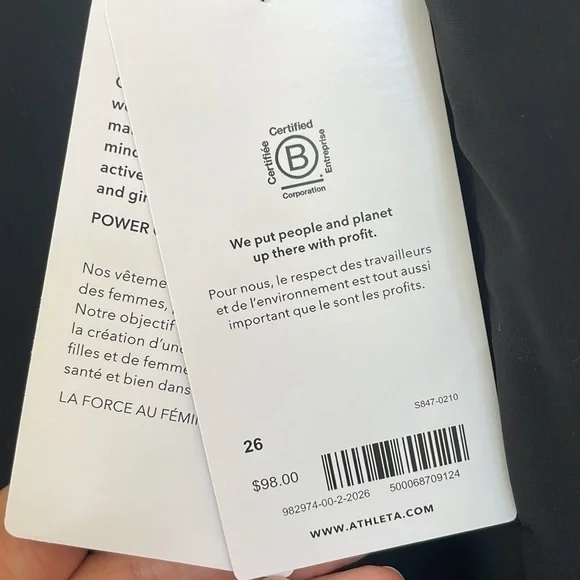 we
active
and gir
POWER
Nos vêteme
des femmes,
Notre objectif
la création d'un
filles et de femme
santé et bien dans
LA FORCE AU FÉMI
Certified
Certifiée
B
Entreprise
Corporation
We put people and planet
up there with profit.
Pour nous, le respect des travailleurs
et de l'environnement est tout aussi
important que le sont les profits.
S847-0210
26
$98.00
982974-00-2-2026 500068709124
WWW.ATHLETA.COM